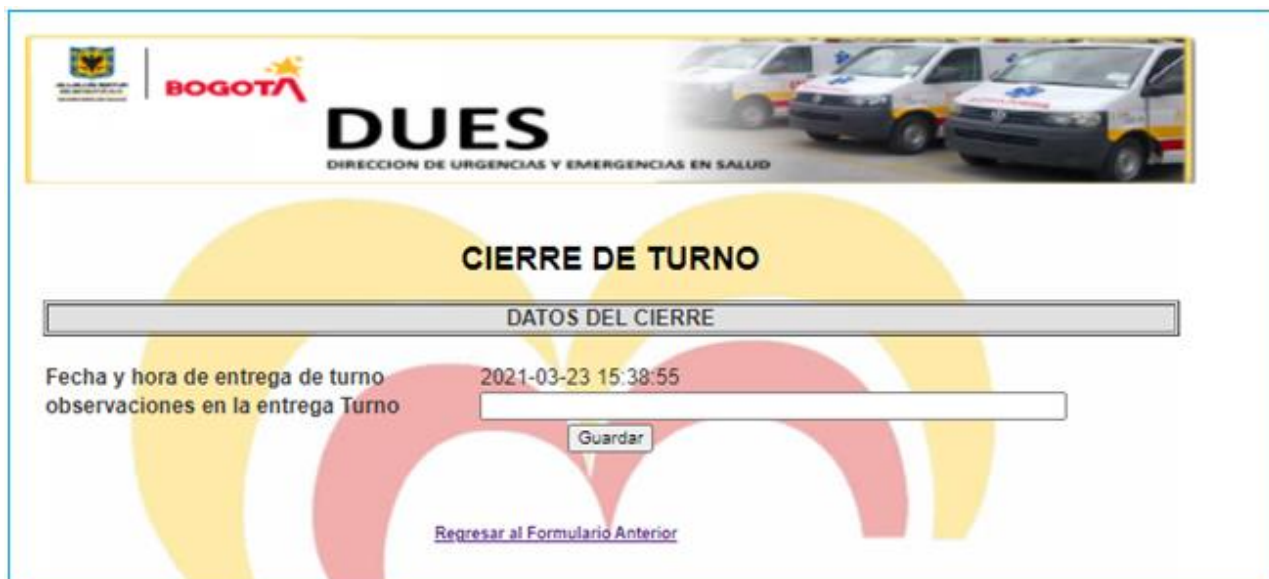 BOGOTÁ
DUES
DIRECCION DE URGENCIAS Y EMERGENCIAS EN SALUD
CIERRE DE TURNO
DATOS DEL CIERRE
Fecha y hora de entrega de turno 2021-03-23 15:38:55
observaciones en la entrega Turno
Guardar
Regresar al Formulario Anterior